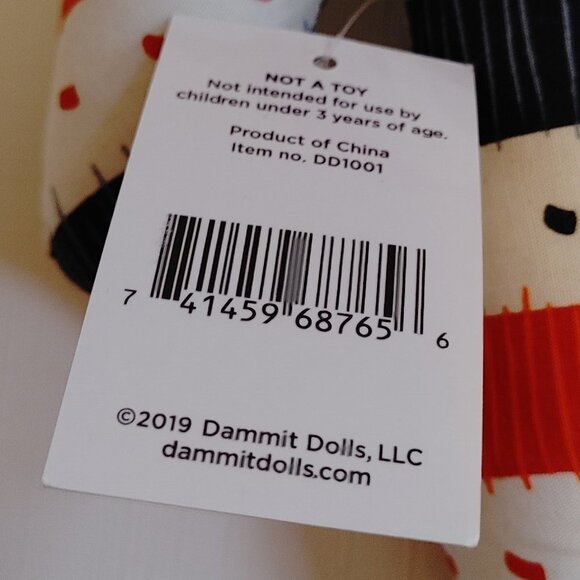 NOT A TOY
Not intended for use by
children under 3 years of age.
Product of China
Item no. DD1001
7 41459 68765 6
©2019 Dammit Dolls, LLC
dammitdolls.com